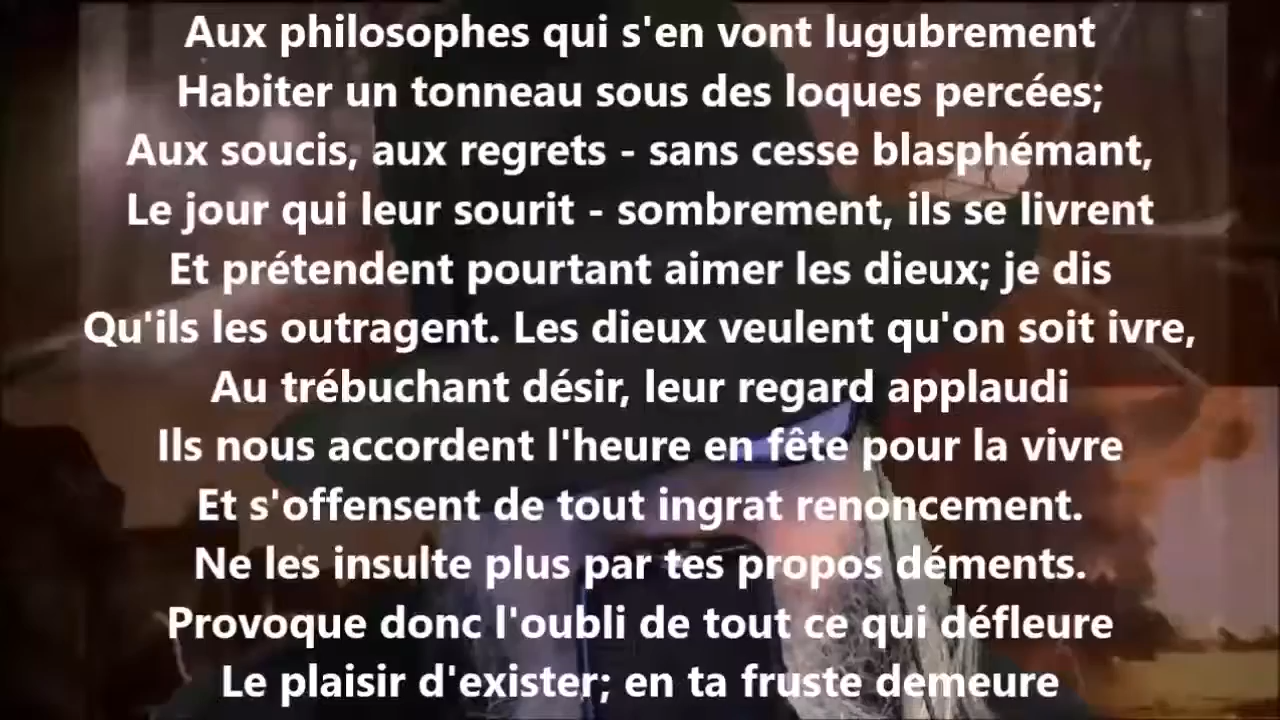 Aux philosophes qui s'en vont lugubrement
Habiter un tonneau sous des loques percées;
Aux soucis, aux regrets - sans cesse blasphémant,
Le jour qui leur sourit - sombrement, ils se livrent
Et prétendent pourtant aimer les dieux; je dis
Qu'ils les outragent. Les dieux veulent qu'on soit ivre,
Au trébuchant désir, leur regard applaudi
Ils nous accordent l'heure en fête pour la vivre
Et s'offensent de tout ingrat renoncement.
Ne les insulte plus par tes propos déments.
Provoque donc l'oubli de tout ce qui défleure
Le plaisir d'exister; en ta fruste demeure